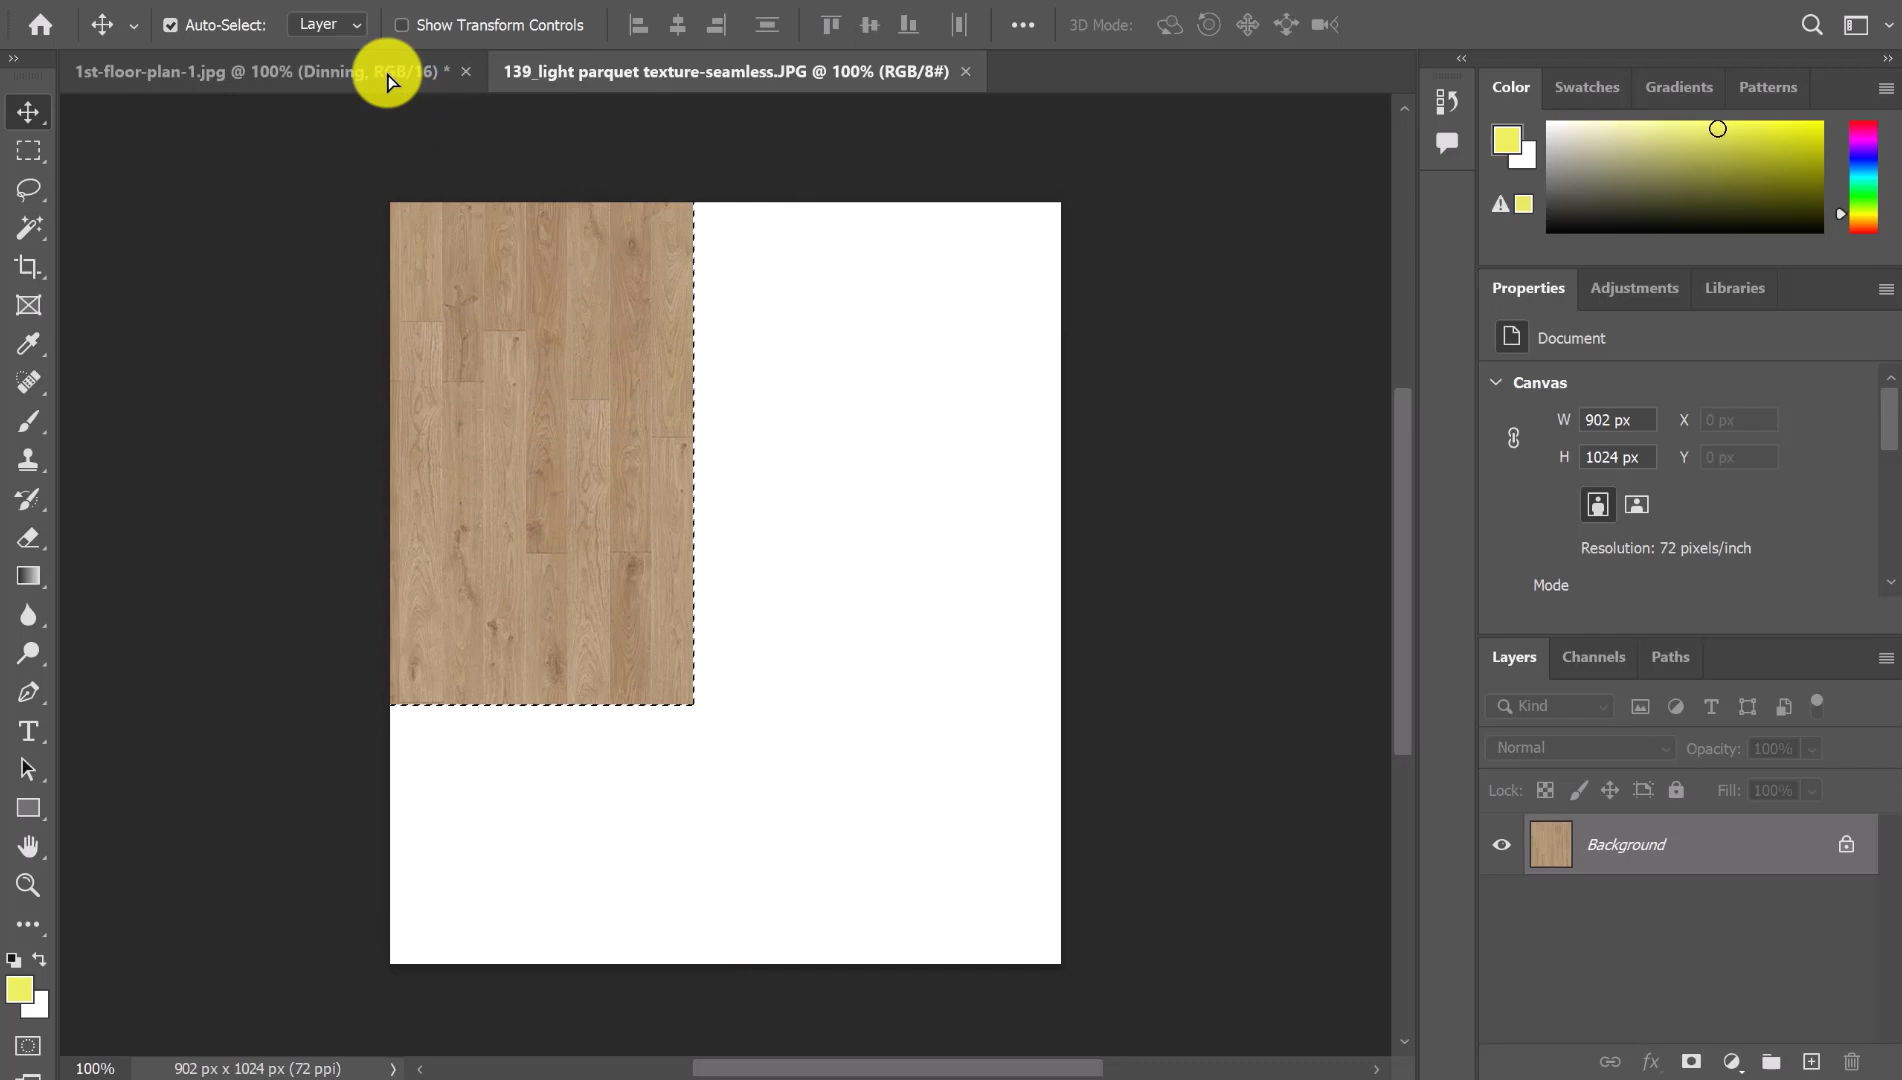 Auto-Select: Layer Show Transform Controls 3D Mode:
1st-floor-plan-1.jpg @ 100% (Dinning, RGB/16) *
139_light parquet texture-seamless.JPG @ 100% (RGB/8#)
Color Swatches Gradients Patterns
Properties Adjustments Libraries
Document
Canvas
W 902 px X 0 px
H 1024 px Y 0 px
Resolution: 72 pixels/inch
Mode
Layers Channels Paths
Kind
Normal Opacity: 100%
Lock: Fill: 100%
Background
fx
100% 902 px x 1024 px (72 ppi)